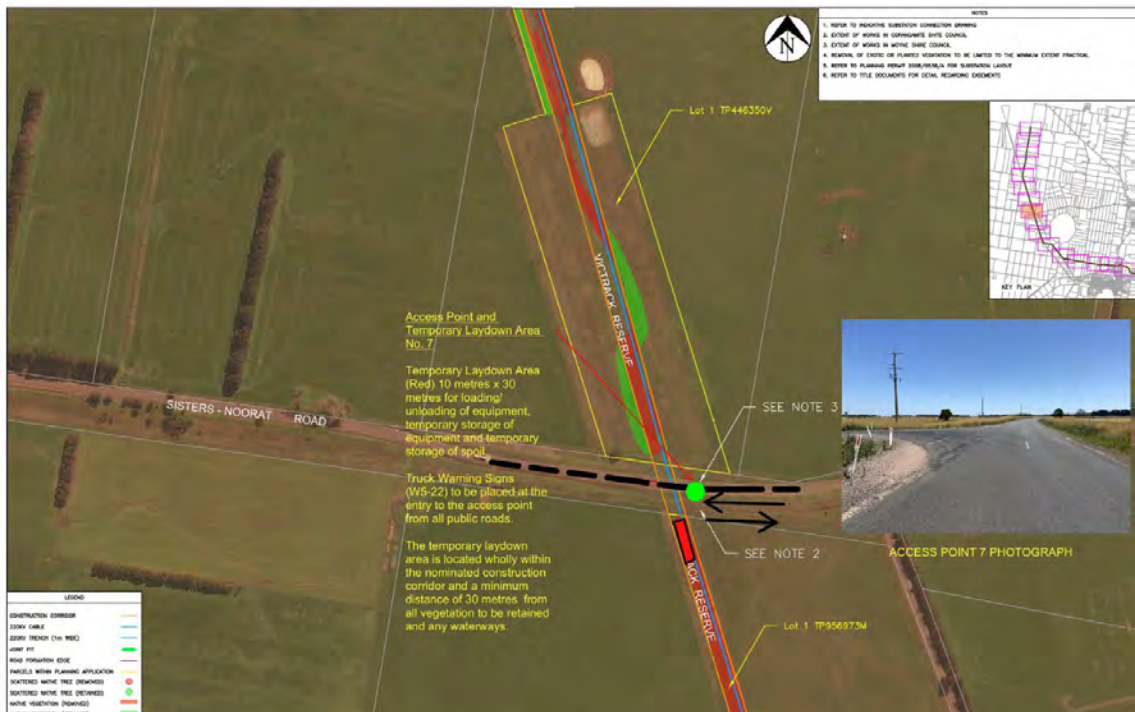 NOTES
1. REFER TO INDICATIVE SUBSTATION CONNECTION DRAWING
2. EXTENT OF WORKS IN CORANGAMITE SHITE COUNCIL
3. EXTENT OF WORKS IN MOYNE SHIRE COUNCIL
4. REMOVAL OF EXOTIC OR PLANTED VEGETATION TO BE LIMITED TO THE MINIMUM EXTENT PRACTICAL
6. REFER TO TITLE DOCUMENTS FOR DETAIL REGARDING EASEMENTS
N
Lot 1 TP446350V
KEY PLAN
VICTRACK RESERVE
Access Point and
Temporary Laydown Area
No. 7
Temporary Laydown Area
(Red) 10 metres x 30
metres for loading/
unloading of equipment,
temporary storage of
equipment and temporary
storage of spoil.
Truck Warning Signs
(W5-22) to be placed at the
entry to the access point
from all public roads.
The temporary laydown
area is located wholly within
the nominated construction
corridor and a minimum
distance of 30 metres from
all vegetation to be retained
and any waterways.
SISTERS - NOORAT ROAD
SEE NOTE 3
SEE NOTE 2
ACCESS POINT 7 PHOTOGRAPH
ACK RESERVE
Lot 1 TP956973M
LEGEND
CONSTRUCTION CORRIDOR
220KV CABLE
220KV TRENCH (1m WIDE)
JOINT PIT
ROAD FORMATION EDGE
PARCELS WITHIN PLANNING APPLICATION
SCATTERED NATIVE TREE (REMOVED)
SCATTERED NATIVE TREE (RETAINED)
NATIVE VEGETATION (REMOVED)